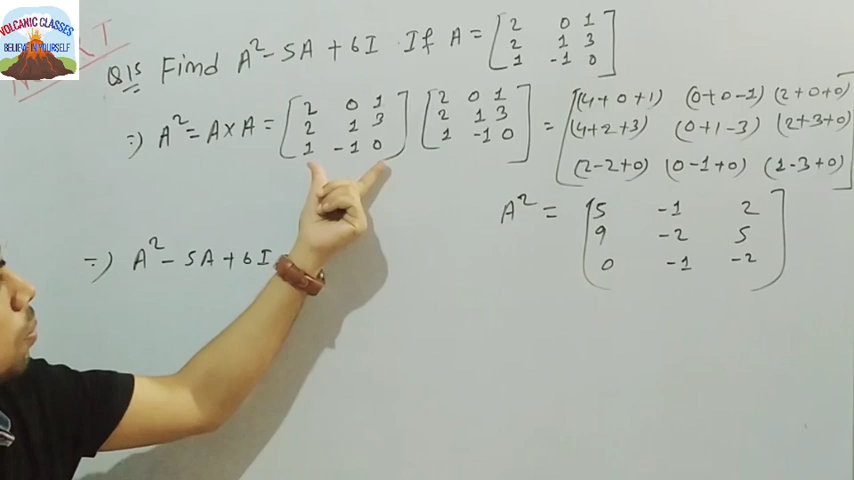 VOLCANIC CLASSES
BELIEVE IN YOURSELF
Q15 Find A² - 5A + 6I . If A = [2 0 1
2 1 3
1 -1 0]
⇒) A² = A × A = [2 0 1 [2 0 1 = [(4+0+1) (0+0-1) (2+0+0)
2 1 3 2 1 3 (4+2+3) (0+1-3) (2+3+0)
1 -1 0] 1 -1 0] (2-2+0) (0-1+0) (1-3+0)]
A² = [5 -1 2
9 -2 5
0 -1 -2]
⇒) A² - 5A + 6I